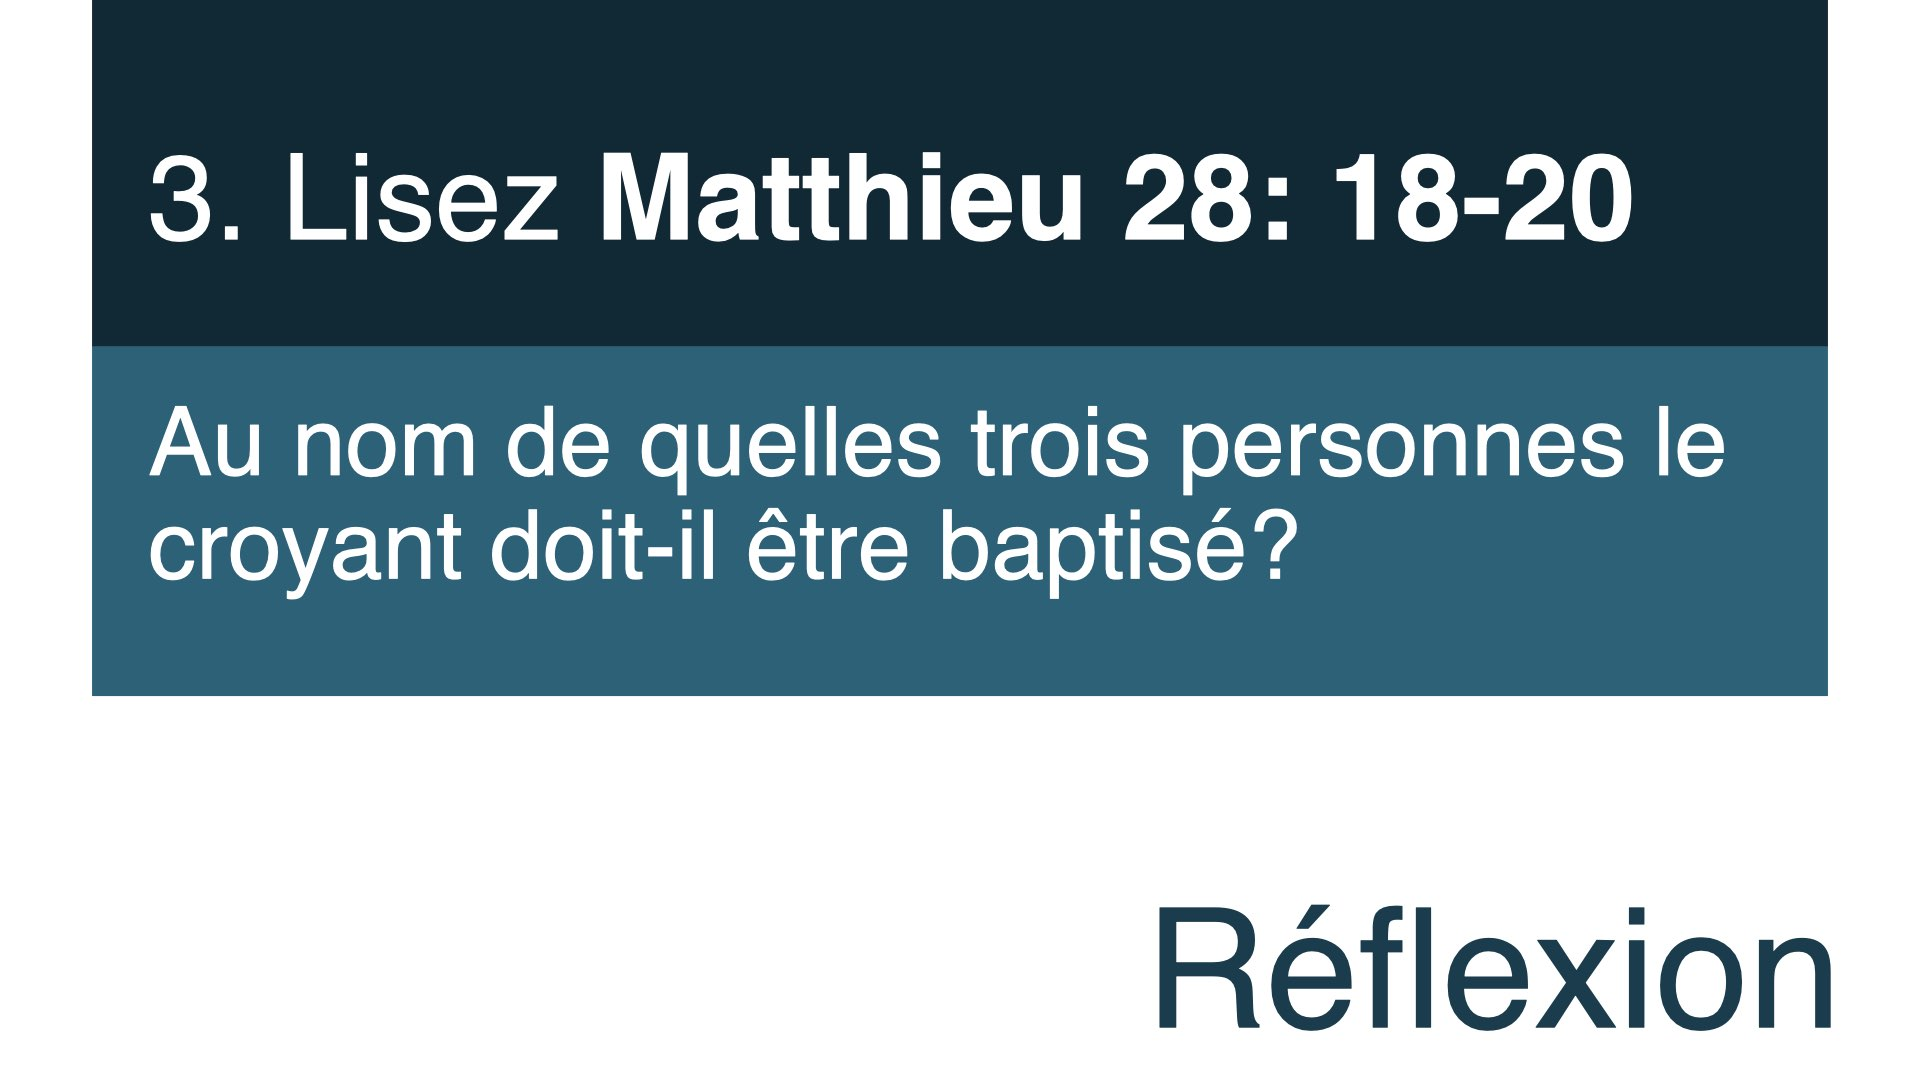 3. Lisez Matthieu 28: 18-20
Au nom de quelles trois personnes le
croyant doit-il être baptisé?
Réflexion